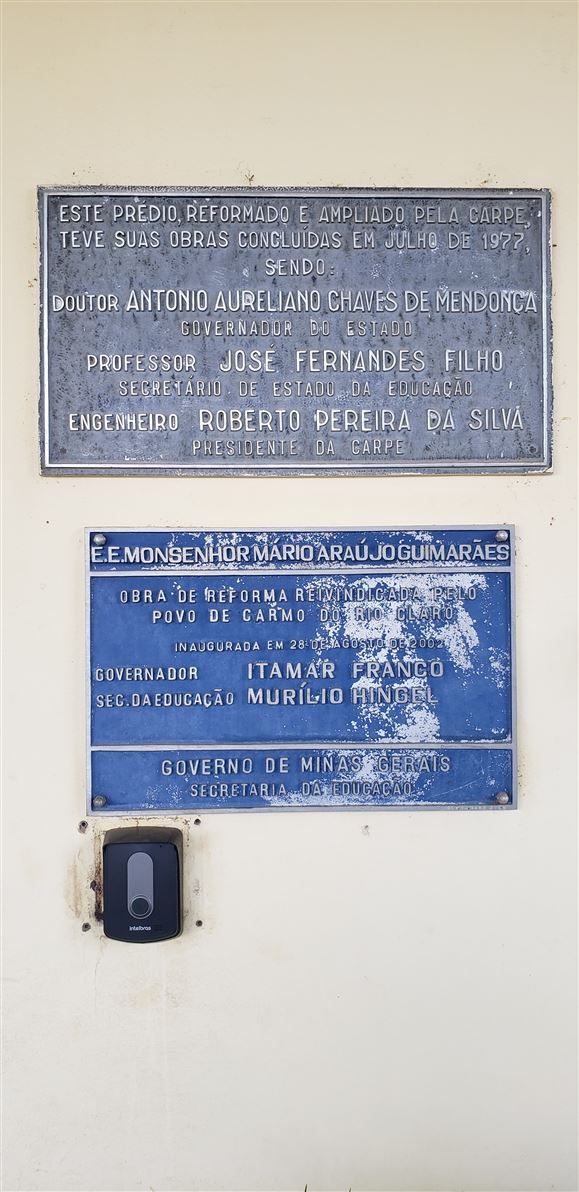 ESTE PRÉDIO, REFORMADO E AMPLIADO PELA CARPE,
TEVE SUAS OBRAS CONCLUÍDAS EM JULHO DE 1977,
SENDO:
DOUTOR ANTONIO AURELIANO CHAVES DE MENDONÇA
GOVERNADOR DO ESTADO
PROFESSOR JOSÉ FERNANDES FILHO
SECRETÁRIO DE ESTADO DA EDUCAÇÃO
ENGENHEIRO ROBERTO PEREIRA DA SILVA
PRESIDENTE DA CARPE
E.E.MONSENHOR MÁRIO ARAÚJO GUIMARÃES
OBRA DE REFORMA REIVINDICADA PELO
POVO DE CARMO DO RIO CLARO
INAUGURADA EM 28 DE AGOSTO DE 2002
GOVERNADOR ITAMAR FRANCO
SEC. DA EDUCAÇÃO MURÍLIO HINGEL
GOVERNO DE MINAS GERAIS
SECRETARIA DA EDUCAÇÃO
intelbras